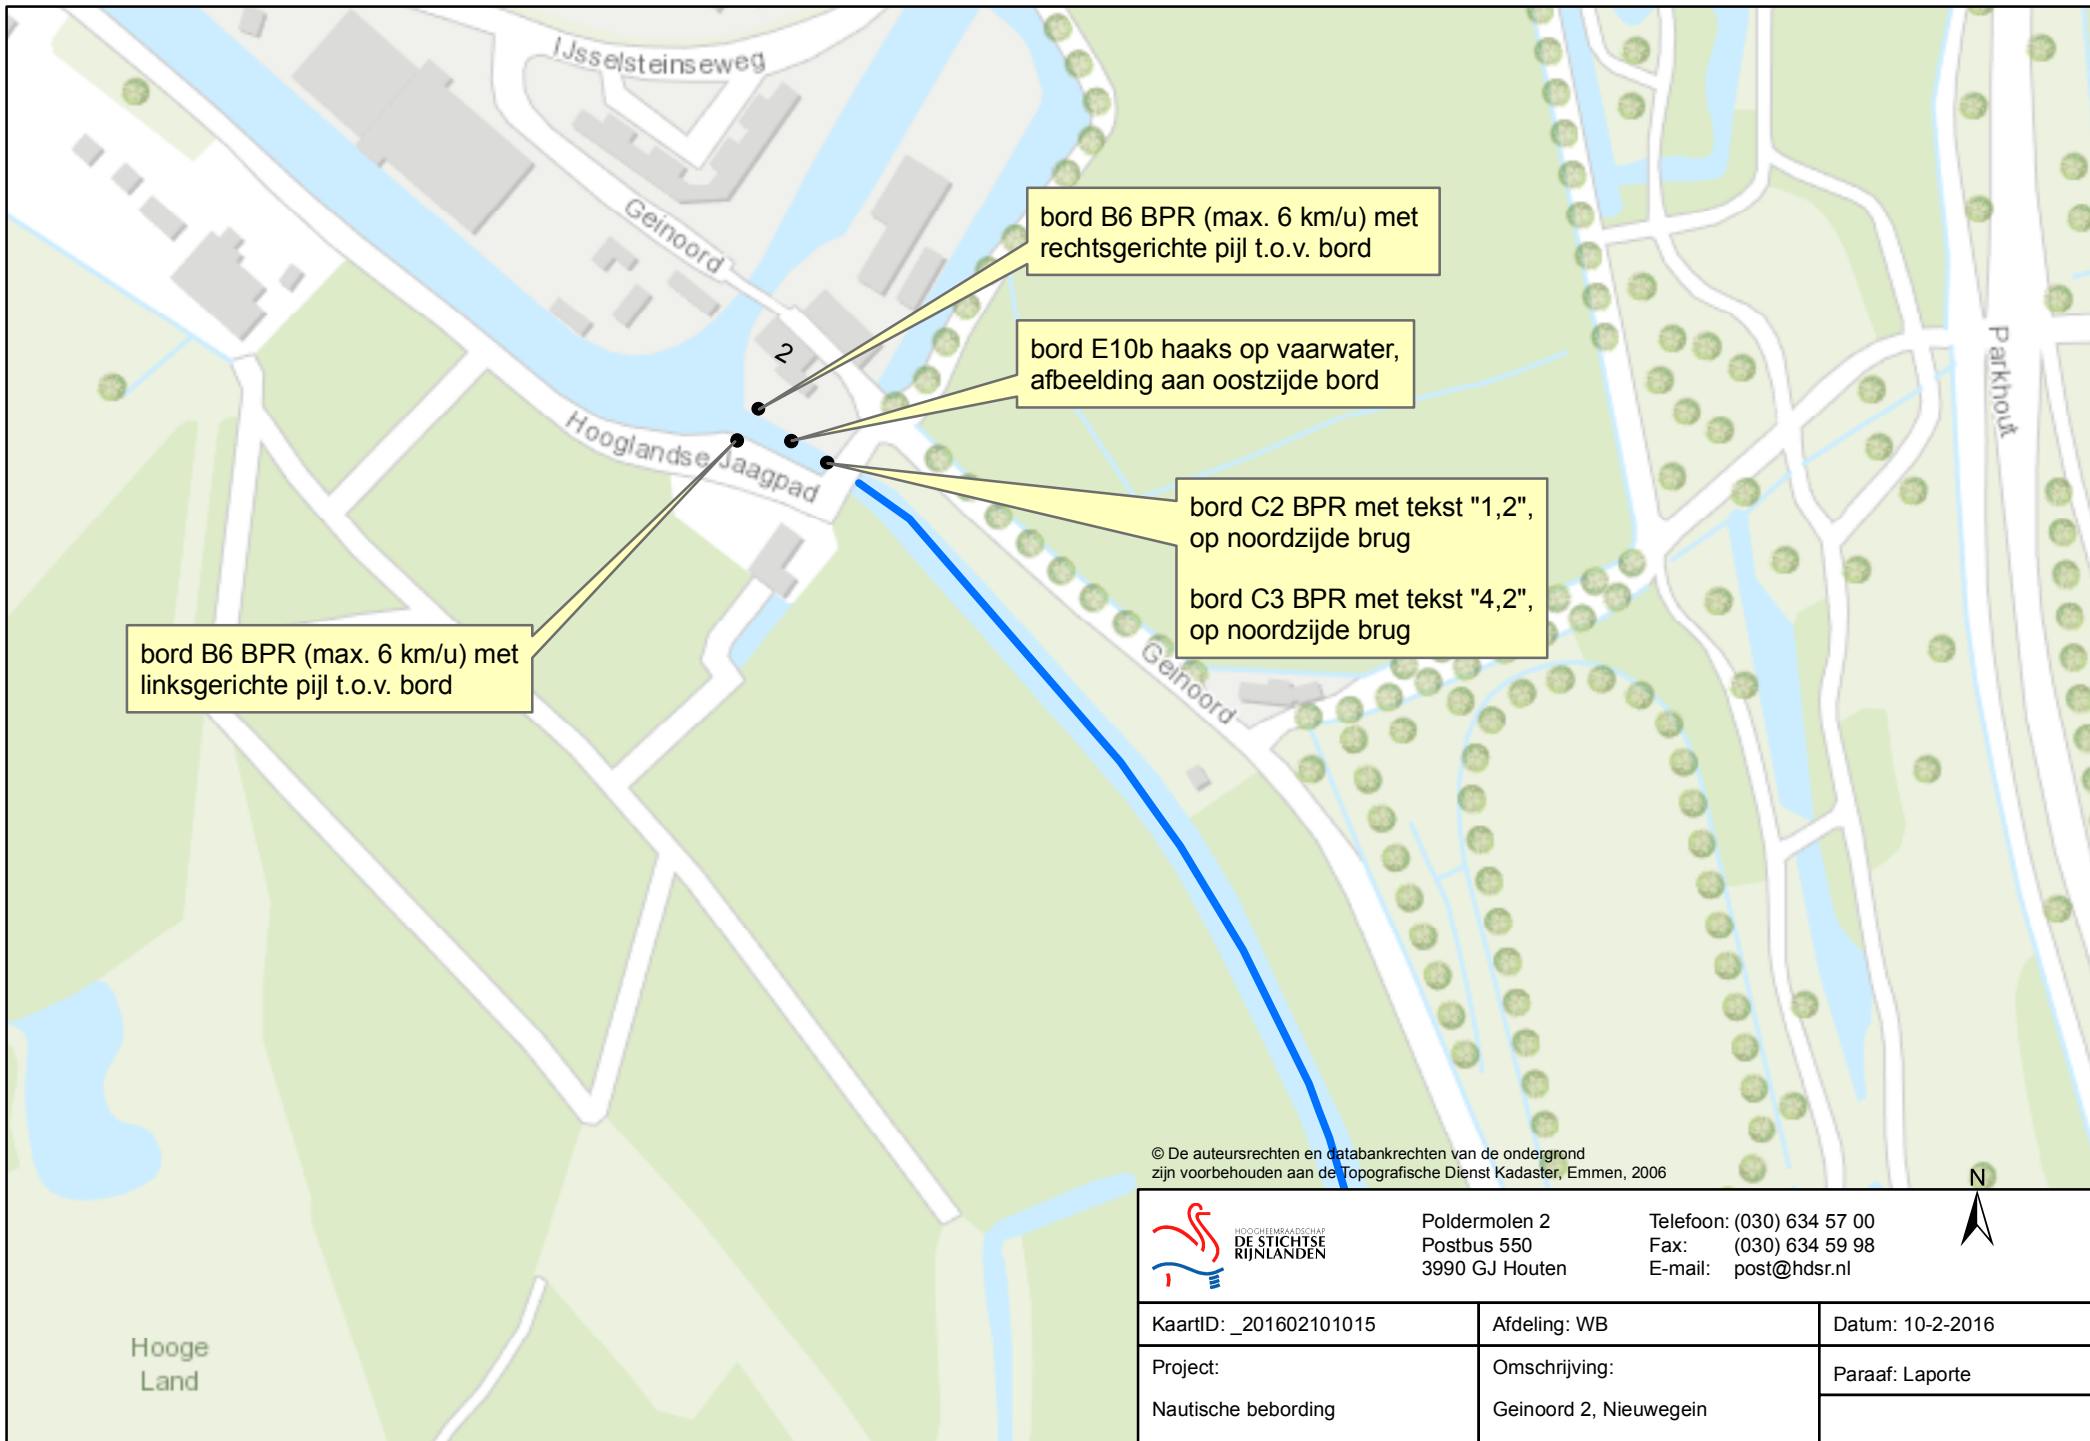 IJsselsteinseweg
Geinoord
bord B6 BPR (max. 6 km/u) met
rechtsgerichte pijl t.o.v. bord
2
bord E10b haaks op vaarwater,
afbeelding aan oostzijde bord
Parkhout
Hooglandse Jaagpad
bord C2 BPR met tekst "1,2",
op noordzijde brug
bord C3 BPR met tekst "4,2",
op noordzijde brug
bord B6 BPR (max. 6 km/u) met
linksgerichte pijl t.o.v. bord
Geinoord
© De auteursrechten en databankrechten van de ondergrond
zijn voorbehouden aan de Topografische Dienst Kadaster, Emmen, 2006
N
HOOGHEEMRAADSCHAP
DE STICHTSE
RIJNLANDEN
Poldermolen 2
Postbus 550
3990 GJ Houten
Telefoon: (030) 634 57 00
Fax: (030) 634 59 98
E-mail: post@hdsr.nl
KaartID: _201602101015
Afdeling: WB
Datum: 10-2-2016
Project:
Nautische bebording
Omschrijving:
Geinoord 2, Nieuwegein
Paraaf: Laporte
Hooge
Land